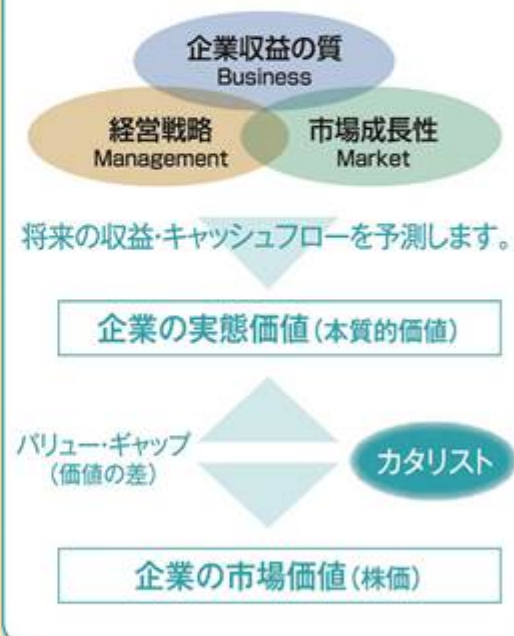 企業収益の質
Business
経営戦略
Management
市場成長性
Market
将来の収益・キャッシュフローを予測します。
企業の実態価値(本質的価値)
バリュー・ギャップ
(価値の差)
カタリスト
企業の市場価値(株価)